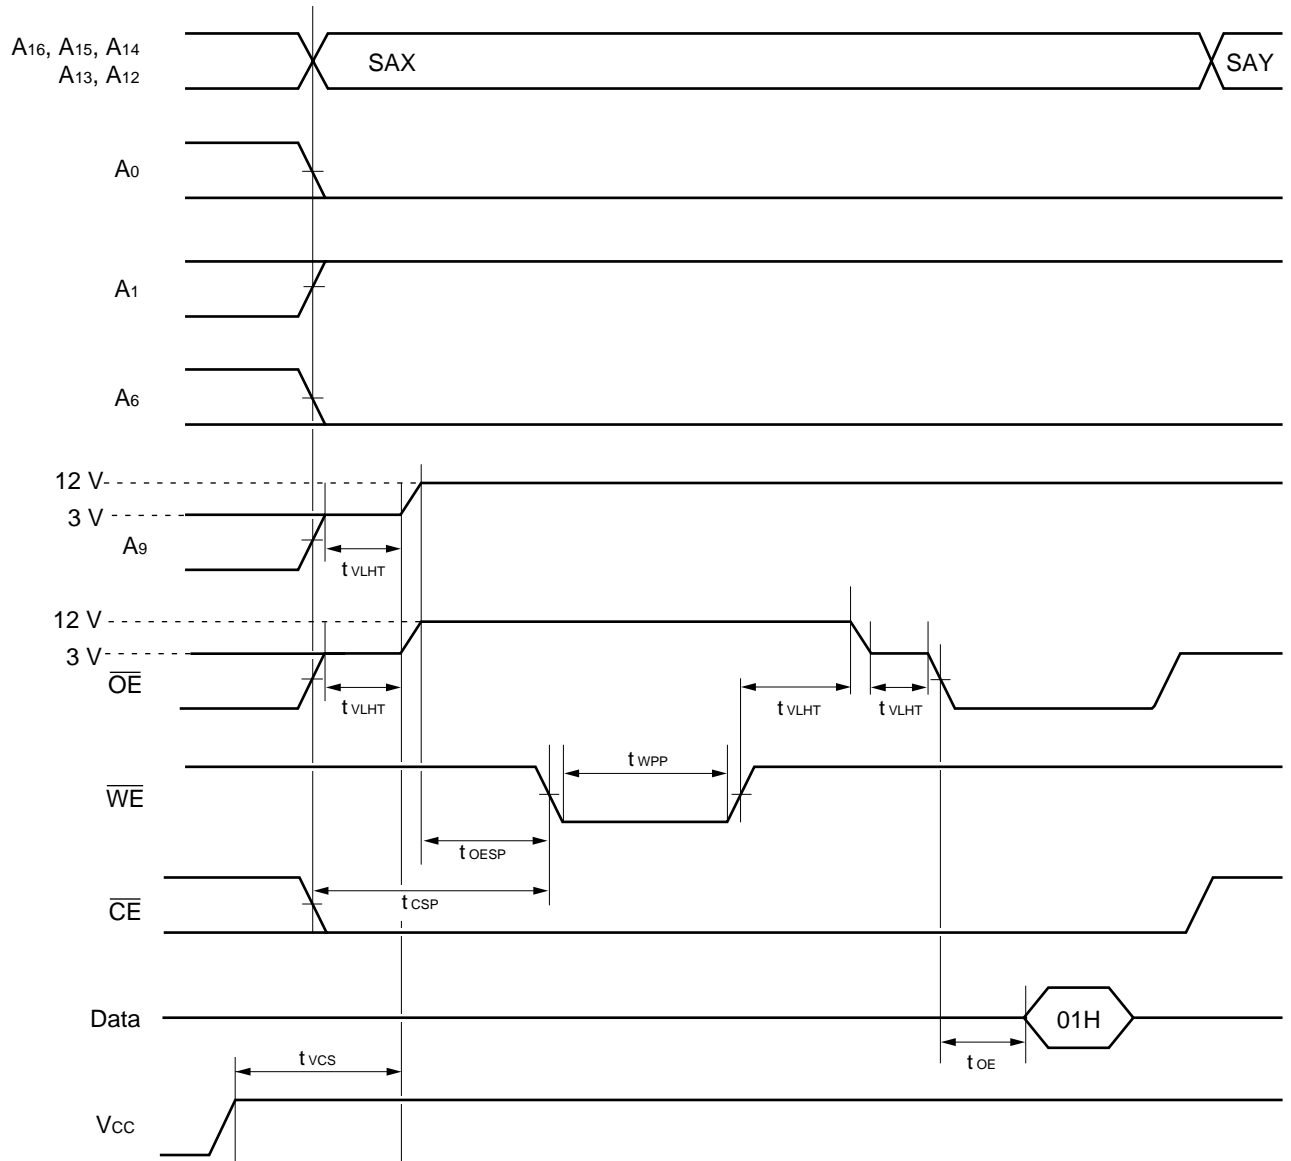 A16, A15, A14
A13, A12
SAX
SAY
A0
A1
A6
12 V
3 V
A9
tVLHT
12 V
3 V
OE
tVLHT
tVLHT
tVLHT
tWPP
WE
tOESP
tCSP
CE
Data
01H
tOE
tVCS
VCC